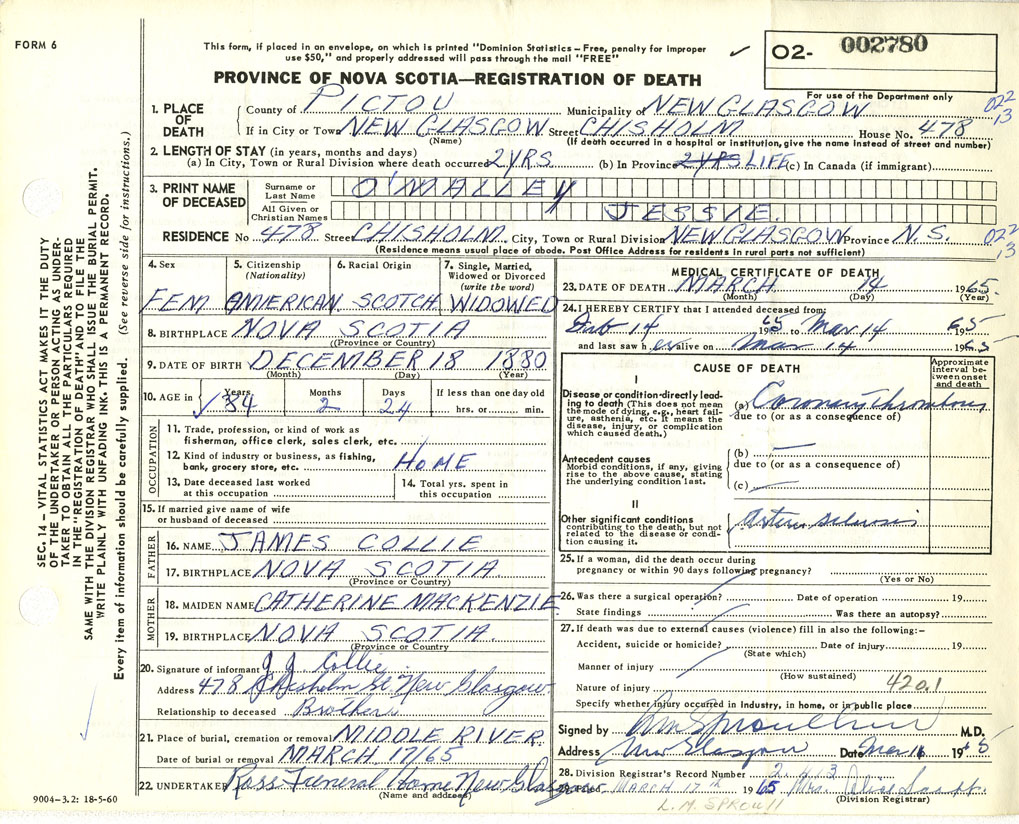 FORM 6
This form, if placed in an envelope, on which is printed "Dominion Statistics – Free, penalty for improper
use $50," and properly addressed will pass through the mail "FREE"
✓
O2- 002780
For use of the Department only
PROVINCE OF NOVA SCOTIA—REGISTRATION OF DEATH
022
13
1. PLACE OF DEATH
County of PICTOU Municipality of NEW GLASGOW
If in City or Town NEW GLASGOW Street CHISHOLM House No. 478
(Name) (If death occurred in a hospital or institution, give the name instead of street and number)
2. LENGTH OF STAY (in years, months and days)
(a) In City, Town or Rural Division where death occurred 2 YRS (b) In Province 2 YRS LIFE (c) In Canada (if immigrant)
3. PRINT NAME OF DECEASED
Surname or Last Name O'MALLEY
All Given or Christian Names JESSIE.
RESIDENCE No. 478 Street CHISHOLM. City, Town or Rural Division NEW GLASGOW Province N.S. 022
13
(Residence means usual place of abode. Post Office Address for residents in rural parts not sufficient)
4. Sex FEM
5. Citizenship (Nationality) AMERICAN
6. Racial Origin SCOTCH
7. Single, Married, Widowed or Divorced (write the word) WIDOWED
8. BIRTHPLACE NOVA SCOTIA
(Province or Country)
9. DATE OF BIRTH DECEMBER 18 1880
(Month) (Day) (Year)
10. AGE in Years ✓84 Months 2 Days 24 If less than one day old
hrs. or min.
OCCUPATION
11. Trade, profession, or kind of work as
fisherman, office clerk, sales clerk, etc.
12. Kind of industry or business, as fishing,
bank, grocery store, etc. HOME
13. Date deceased last worked
at this occupation
14. Total yrs. spent in
this occupation
15. If married give name of wife
or husband of deceased
FATHER
16. NAME JAMES COLLIE
17. BIRTHPLACE NOVA SCOTIA.
(Province or Country)
MOTHER
18. MAIDEN NAME CATHERINE MACKENZIE
19. BIRTHPLACE NOVA SCOTIA.
(Province or Country)
20. Signature of informant J. J. Collie
Address 478 Chisholm St New Glasgow
Relationship to deceased Brother
21. Place of burial, cremation or removal MIDDLE RIVER.
Date of burial or removal MARCH 17/65
22. UNDERTAKER Ross Funeral Home New Glasgow
(Name and address)
MEDICAL CERTIFICATE OF DEATH
23. DATE OF DEATH MARCH 14 1965.
(Month) (Day) (Year)
24. I HEREBY CERTIFY that I attended deceased from:
Feb 14 1965 to Mar. 14 1965
and last saw her alive on Mar 14 1965
CAUSE OF DEATH
Approximate interval between onset and death
I
Disease or condition directly leading to death (This does not mean the mode of dying, e.g., heart failure, asthenia, etc. It means the disease, injury, or complication which caused death.)
(a) Coronary thrombosis
due to (or as a consequence of)
Antecedent causes
Morbid conditions, if any, giving rise to the above cause, stating the underlying condition last.
(b) —
due to (or as a consequence of)
(c) —
II
Other significant conditions contributing to the death, but not related to the disease or condition causing it.
Arterio sclerosis
25. If a woman, did the death occur during
pregnancy or within 90 days following pregnancy?
(Yes or No)
26. Was there a surgical operation? Date of operation 19
State findings Was there an autopsy?
27. If death was due to external causes (violence) fill in also the following:–
Accident, suicide or homicide? Date of injury 19
(State which)
Manner of injury
(How sustained)
Nature of injury 420.1
Specify whether injury occurred in industry, in home, or in public place
Signed by M.D.
Address New Glasgow Date Mar 16 1965
28. Division Registrar's Record Number 243
29. Filed MARCH 17th 1965 Mrs.
(Division Registrar)
L. M. SPROULL
SEC. 14 – VITAL STATISTICS ACT MAKES IT THE DUTY
OF THE UNDERTAKER OR PERSON ACTING AS UNDER-
TAKER TO OBTAIN ALL THE PARTICULARS REQUIRED
IN THE "REGISTRATION OF DEATH" AND TO FILE THE
SAME WITH THE DIVISION REGISTRAR WHO SHALL ISSUE THE BURIAL PERMIT.
WRITE PLAINLY WITH UNFADING INK. THIS IS A PERMANENT RECORD.
Every item of information should be carefully supplied. (See reverse side for instructions.)
9004–3.2: 18-5-60